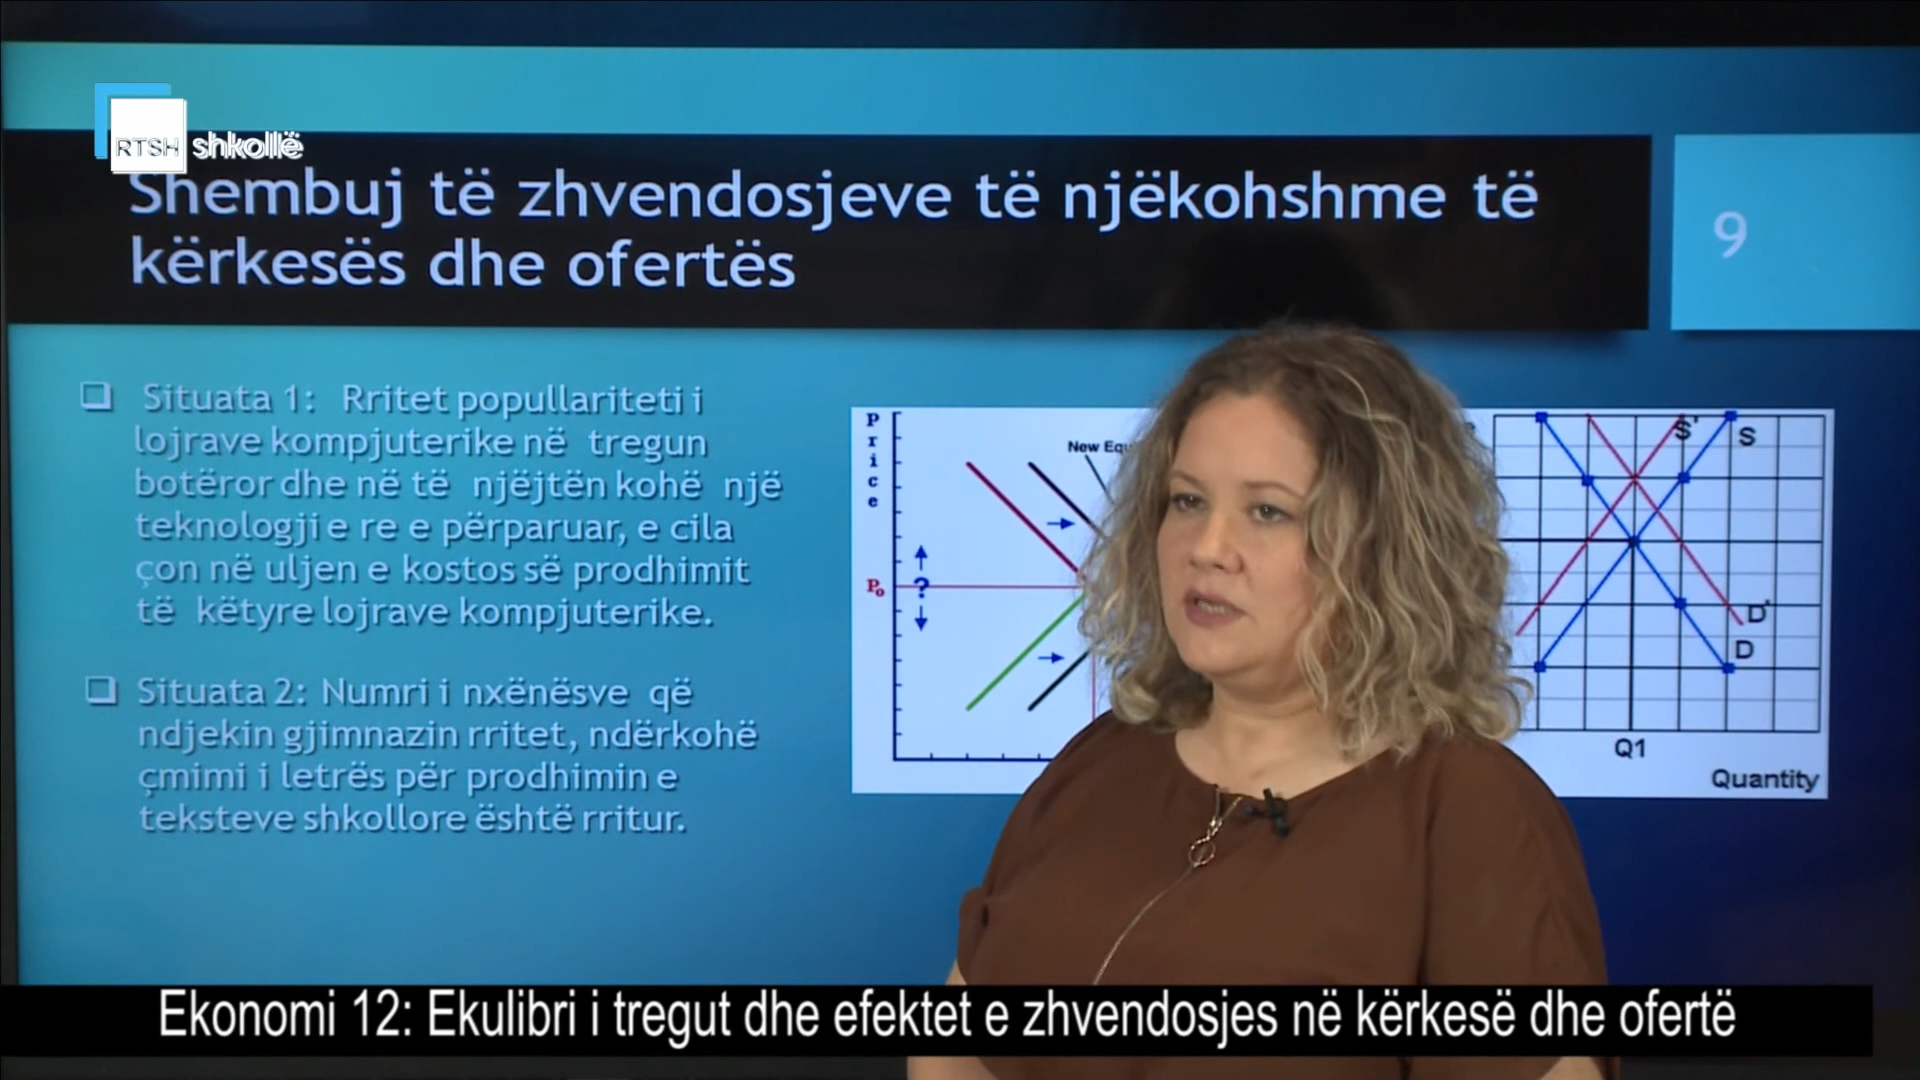 RTSH shkollë
Shembuj të zhvendosjeve të njëkohshme të
kërkesës dhe ofertës
9
Situata 1: Rritet popullariteti i
lojrave kompjuterike në tregun
botëror dhe në të njëjtën kohë një
teknologji e re e përparuar, e cila
çon në uljen e kostos së prodhimit
të këtyre lojrave kompjuterike.
Situata 2: Numri i nxënësve që
ndjekin gjimnazin rritet, ndërkohë
çmimi i letrës për prodhimin e
teksteve shkollore është rritur.
Price
New
P0
?
S'
S
D'
D
Q1
Quantity
Ekonomi 12: Ekulibri i tregut dhe efektet e zhvendosjes në kërkesë dhe ofertë